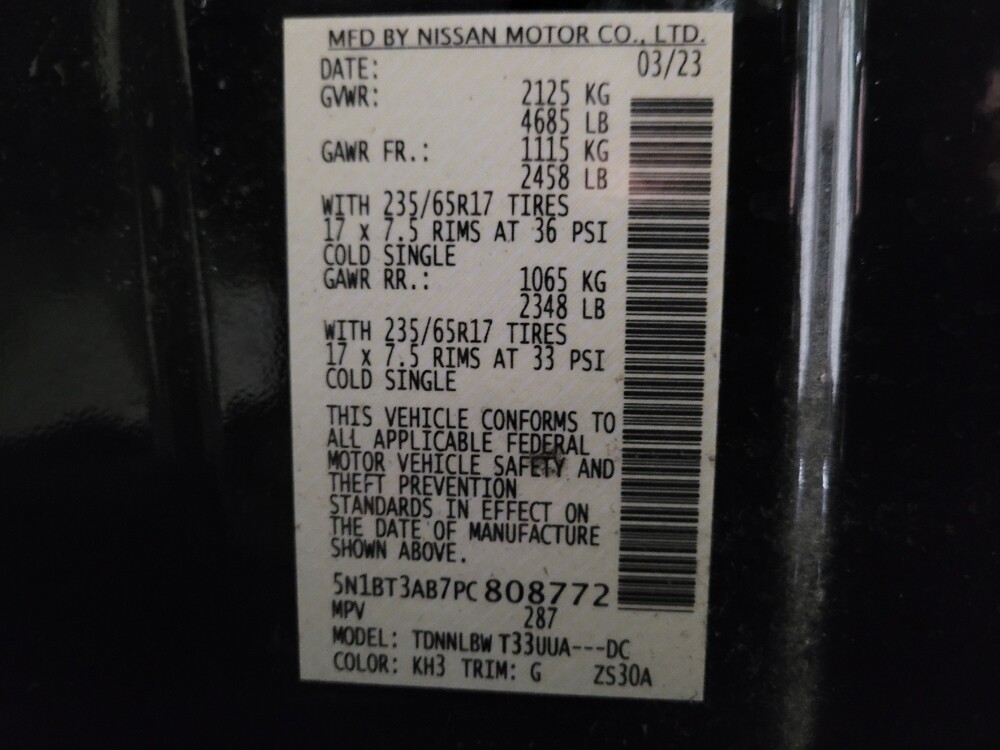 MFD BY NISSAN MOTOR CO., LTD.
DATE: 03/23
GVWR: 2125 KG
4685 LB
GAWR FR.: 1115 KG
2458 LB
WITH 235/65R17 TIRES
17 x 7.5 RIMS AT 36 PSI
COLD SINGLE
GAWR RR.: 1065 KG
2348 LB
WITH 235/65R17 TIRES
17 x 7.5 RIMS AT 33 PSI
COLD SINGLE
THIS VEHICLE CONFORMS TO
ALL APPLICABLE FEDERAL
MOTOR VEHICLE SAFETY AND
THEFT PREVENTION
STANDARDS IN EFFECT ON
THE DATE OF MANUFACTURE
SHOWN ABOVE.
5N1BT3AB7PC808772
MPV 287
MODEL: TDNNLBW T33UUA---DC
COLOR: KH3 TRIM: G ZS30A